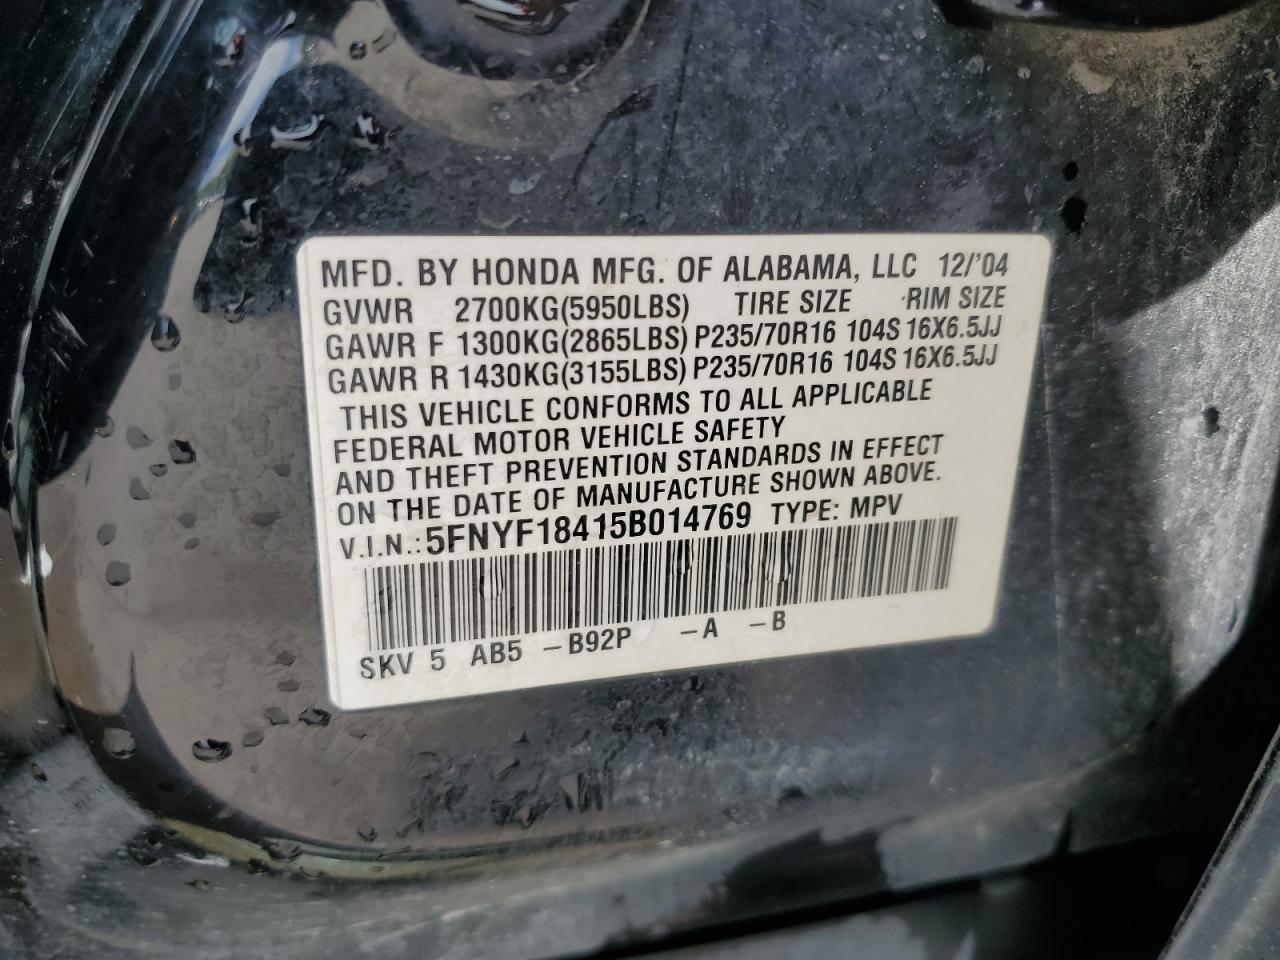 MFD. BY HONDA MFG. OF ALABAMA, LLC 12/'04
GVWR 2700KG(5950LBS) TIRE SIZE RIM SIZE
GAWR F 1300KG(2865LBS) P235/70R16 104S 16X6.5JJ
GAWR R 1430KG(3155LBS) P235/70R16 104S 16X6.5JJ
THIS VEHICLE CONFORMS TO ALL APPLICABLE
FEDERAL MOTOR VEHICLE SAFETY
AND THEFT PREVENTION STANDARDS IN EFFECT
ON THE DATE OF MANUFACTURE SHOWN ABOVE.
V.I.N.: 5FNYF18415B014769 TYPE: MPV
SKV 5 AB5 -B92P -A -B